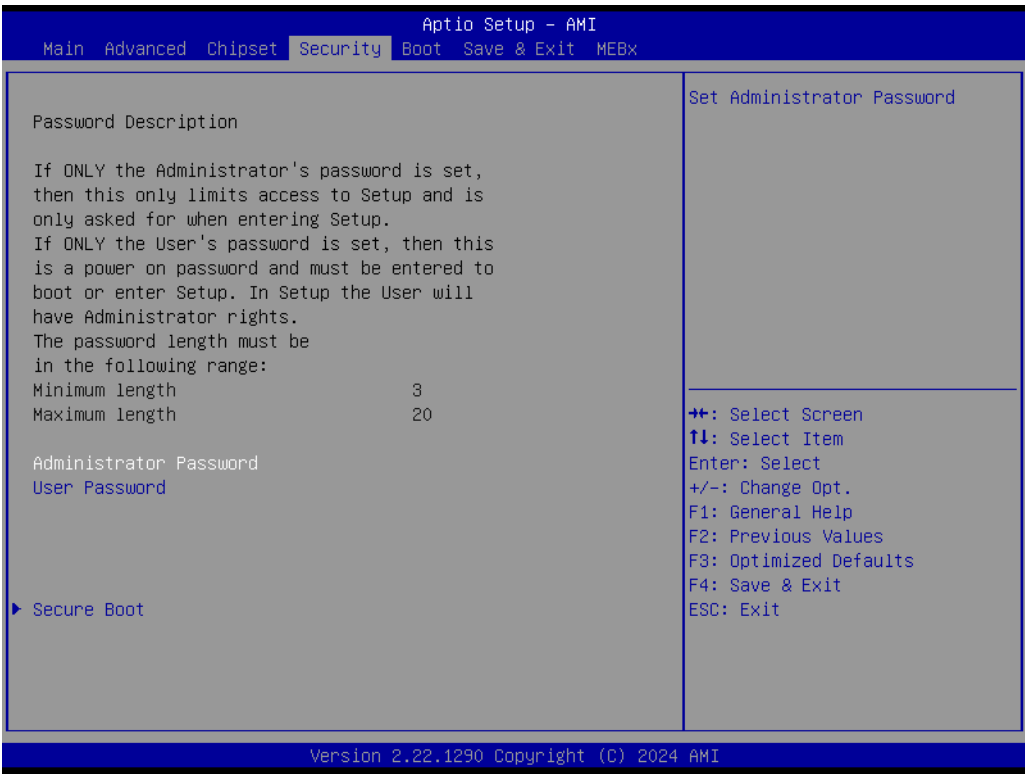 Aptio Setup – AMI
Main Advanced Chipset Security Boot Save & Exit MEBx
Password Description
If ONLY the Administrator's password is set,
then this only limits access to Setup and is
only asked for when entering Setup.
If ONLY the User's password is set, then this
is a power on password and must be entered to
boot or enter Setup. In Setup the User will
have Administrator rights.
The password length must be
in the following range:
Minimum length 3
Maximum length 20
Administrator Password
User Password
Secure Boot
Set Administrator Password
→←: Select Screen
↑↓: Select Item
Enter: Select
+/-: Change Opt.
F1: General Help
F2: Previous Values
F3: Optimized Defaults
F4: Save & Exit
ESC: Exit
Version 2.22.1290 Copyright (C) 2024 AMI